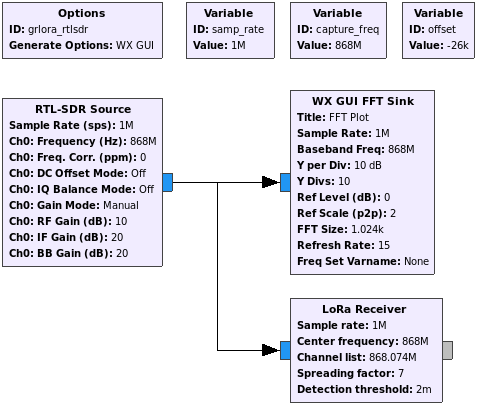 Options
ID: grlora_rtlsdr
Generate Options: WX GUI
Variable
ID: samp_rate
Value: 1M
Variable
ID: capture_freq
Value: 868M
Variable
ID: offset
Value: -26k
RTL-SDR Source
Sample Rate (sps): 1M
Ch0: Frequency (Hz): 868M
Ch0: Freq. Corr. (ppm): 0
Ch0: DC Offset Mode: Off
Ch0: IQ Balance Mode: Off
Ch0: Gain Mode: Manual
Ch0: RF Gain (dB): 10
Ch0: IF Gain (dB): 20
Ch0: BB Gain (dB): 20
WX GUI FFT Sink
Title: FFT Plot
Sample Rate: 1M
Baseband Freq: 868M
Y per Div: 10 dB
Y Divs: 10
Ref Level (dB): 0
Ref Scale (p2p): 2
FFT Size: 1.024k
Refresh Rate: 15
Freq Set Varname: None
LoRa Receiver
Sample rate: 1M
Center frequency: 868M
Channel list: 868.074M
Spreading factor: 7
Detection threshold: 2m